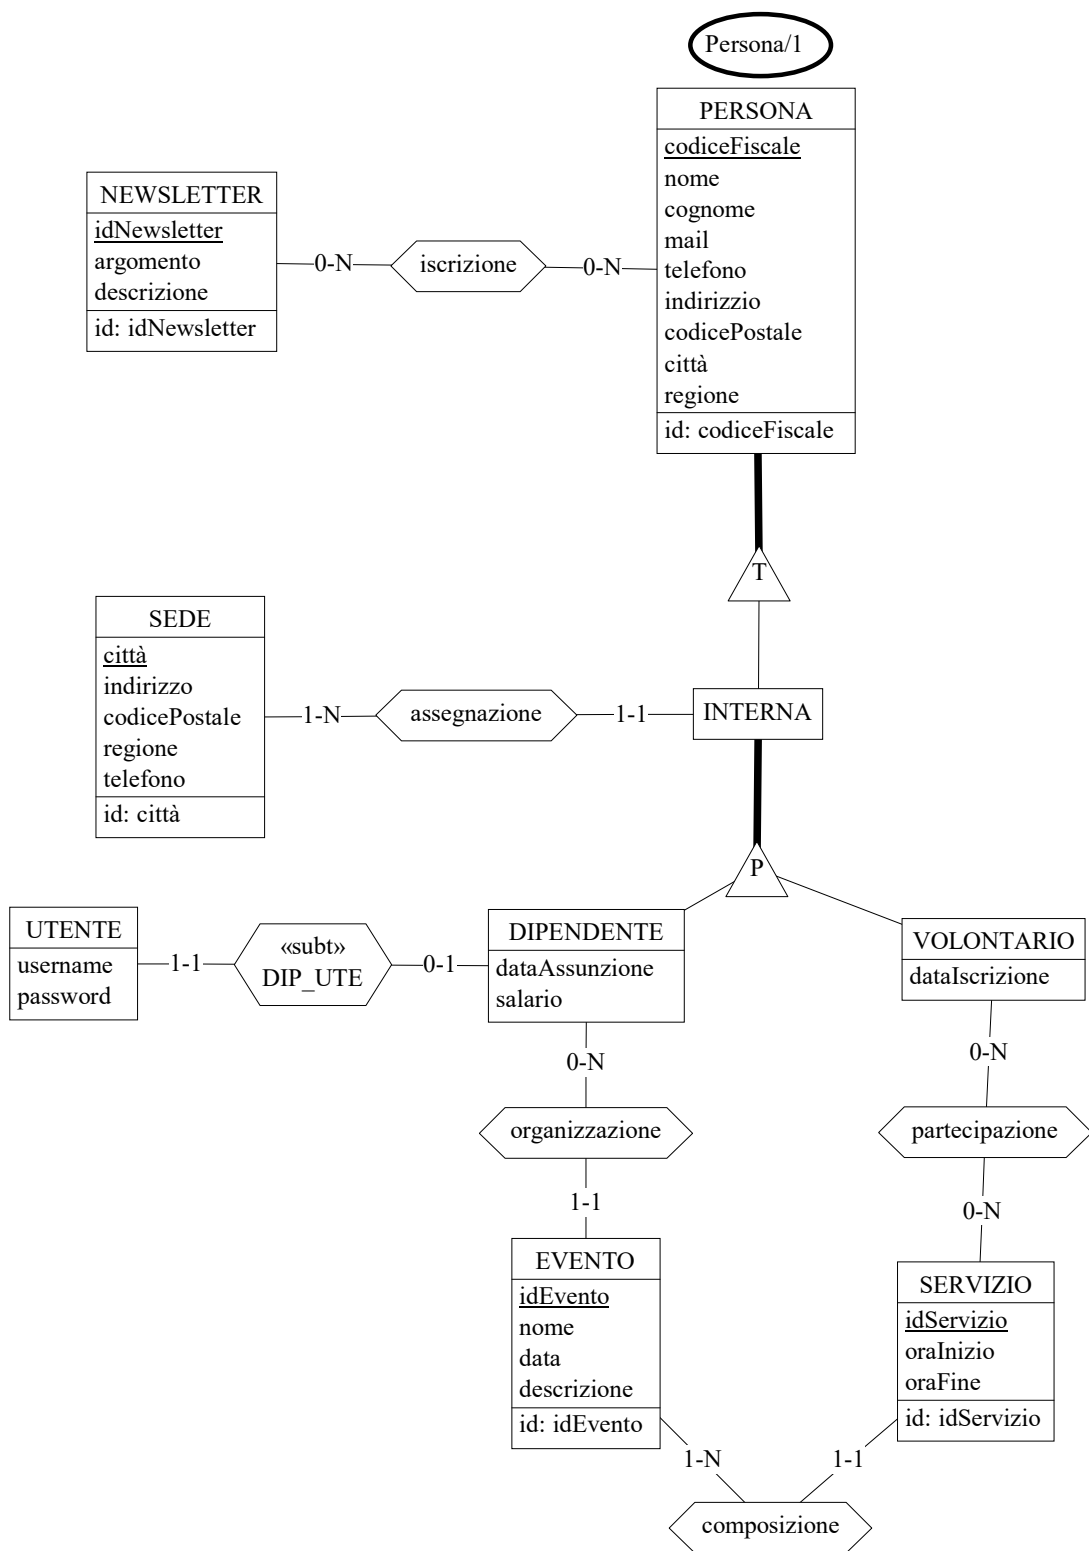 Persona/1
PERSONA
codiceFiscale
nome
cognome
mail
telefono
indirizzio
codicePostale
città
regione
id: codiceFiscale
NEWSLETTER
idNewsletter
argomento
descrizione
id: idNewsletter
0-N
iscrizione
0-N
T
SEDE
città
indirizzo
codicePostale
regione
telefono
id: città
1-N
assegnazione
1-1
INTERNA
P
UTENTE
username
password
1-1
«subt»
DIP_UTE
0-1
DIPENDENTE
dataAssunzione
salario
VOLONTARIO
dataIscrizione
0-N
organizzazione
1-1
0-N
partecipazione
0-N
EVENTO
idEvento
nome
data
descrizione
id: idEvento
SERVIZIO
idServizio
oraInizio
oraFine
id: idServizio
1-N
1-1
composizione